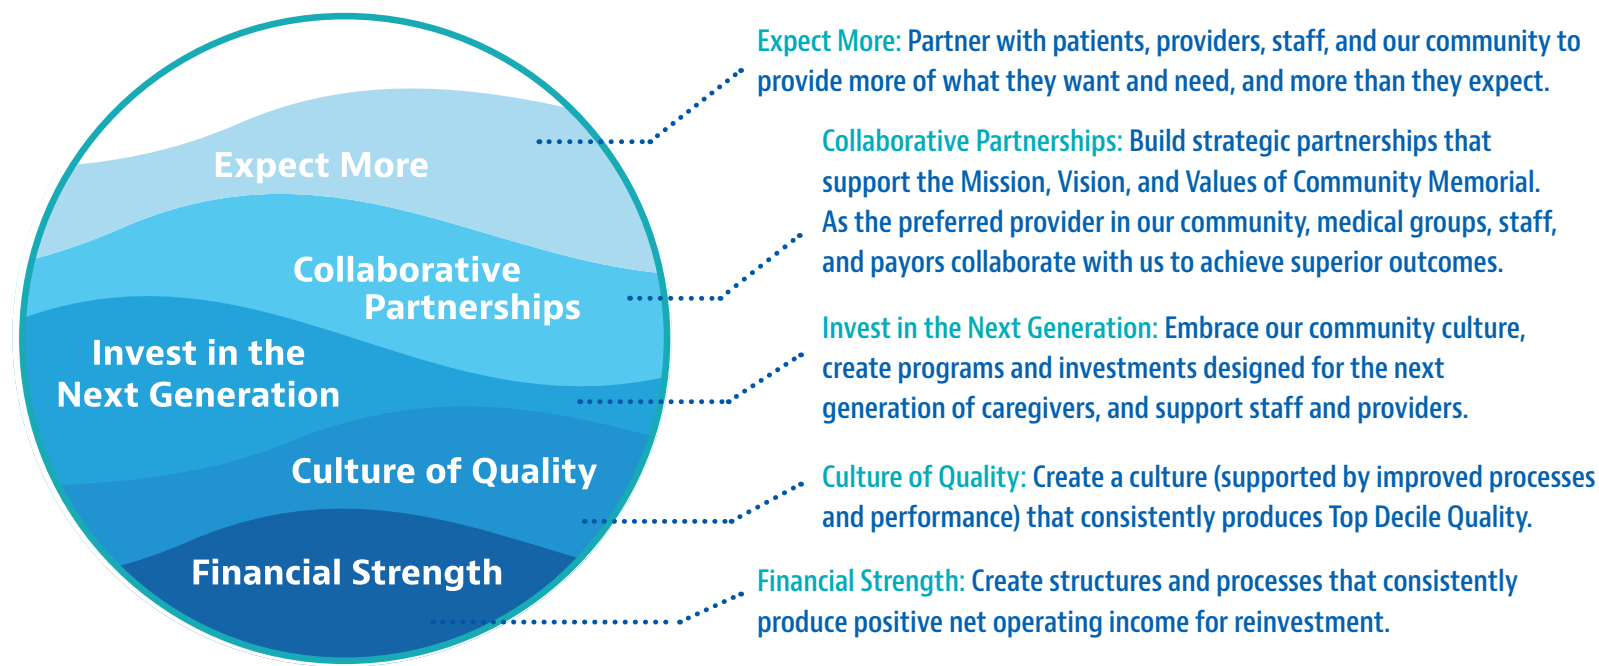 Expect More
Collaborative
Partnerships
Invest in the
Next Generation
Culture of Quality
Financial Strength
Expect More: Partner with patients, providers, staff, and our community to
provide more of what they want and need, and more than they expect.
Collaborative Partnerships: Build strategic partnerships that
support the Mission, Vision, and Values of Community Memorial.
As the preferred provider in our community, medical groups, staff,
and payors collaborate with us to achieve superior outcomes.
Invest in the Next Generation: Embrace our community culture,
create programs and investments designed for the next
generation of caregivers, and support staff and providers.
Culture of Quality: Create a culture (supported by improved processes
and performance) that consistently produces Top Decile Quality.
Financial Strength: Create structures and processes that consistently
produce positive net operating income for reinvestment.